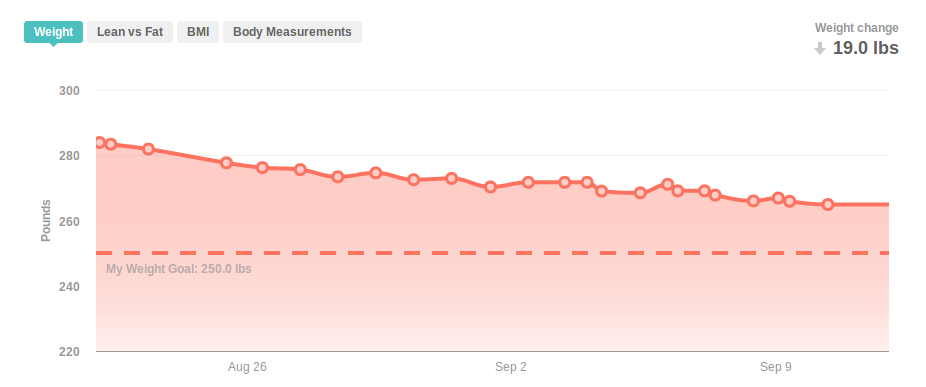 Weight Lean vs Fat BMI Body Measurements
Weight change
19.0 lbs
300
280
260
240
220
Pounds
My Weight Goal: 250.0 lbs
Aug 26 Sep 2 Sep 9